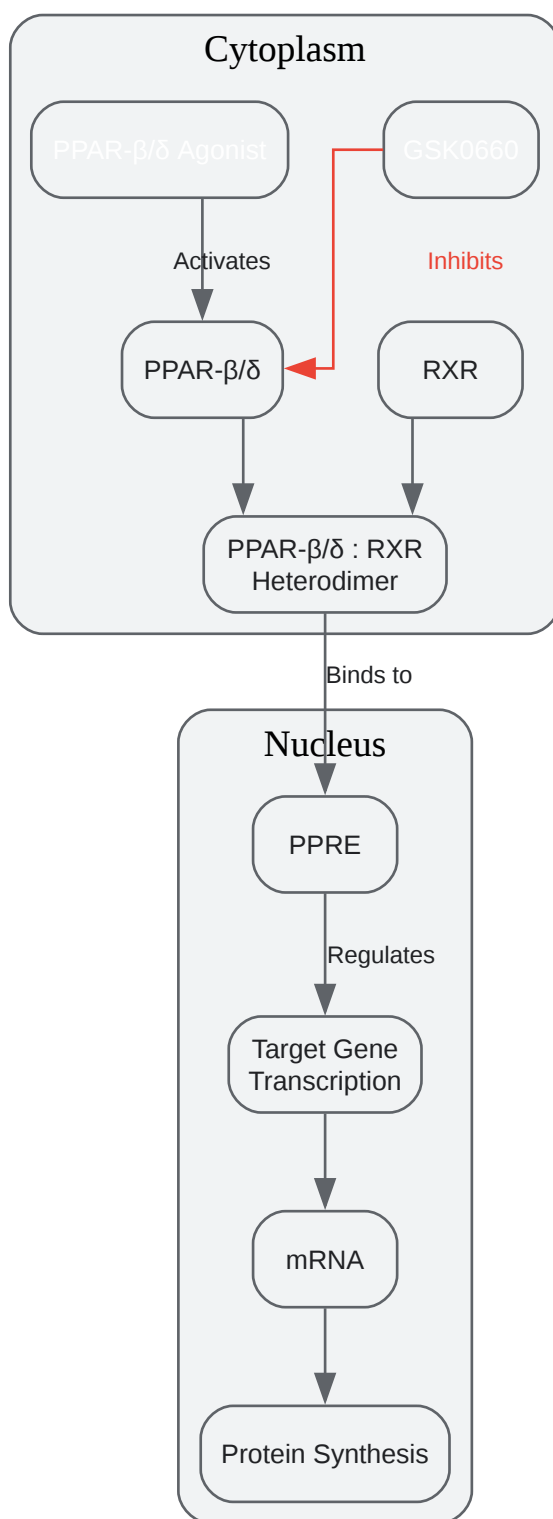 Cytoplasm
PPAR-β/δ Agonist
GSK0660
Activates
Inhibits
PPAR-β/δ
RXR
PPAR-β/δ : RXR
Heterodimer
Binds to
Nucleus
PPRE
Regulates
Target Gene
Transcription
mRNA
Protein Synthesis